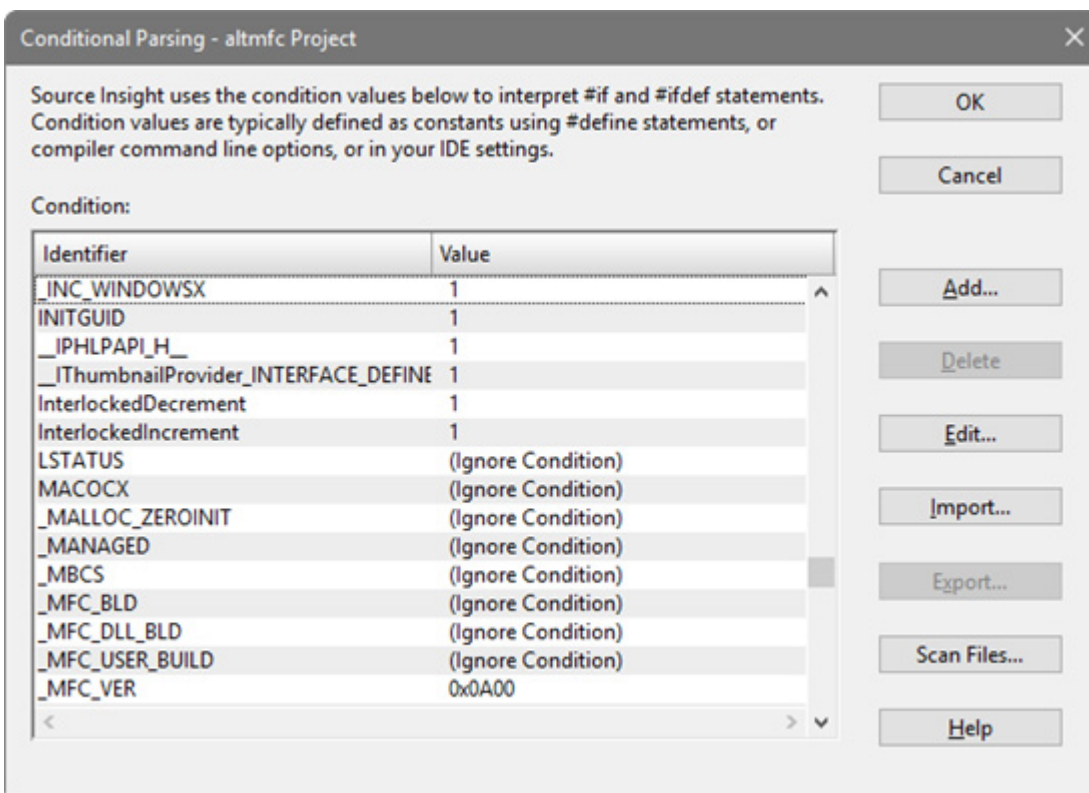 Conditional Parsing - altmfc Project
Source Insight uses the condition values below to interpret #if and #ifdef statements.
Condition values are typically defined as constants using #define statements, or
compiler command line options, or in your IDE settings.
OK
Cancel
Condition:
Identifier Value
_INC_WINDOWSX 1
INITGUID 1
__IPHLPAPI_H__ 1
__IThumbnailProvider_INTERFACE_DEFINE 1
InterlockedDecrement 1
InterlockedIncrement 1
LSTATUS (Ignore Condition)
MACOCX (Ignore Condition)
_MALLOC_ZEROINIT (Ignore Condition)
_MANAGED (Ignore Condition)
_MBCS (Ignore Condition)
_MFC_BLD (Ignore Condition)
_MFC_DLL_BLD (Ignore Condition)
_MFC_USER_BUILD (Ignore Condition)
_MFC_VER 0x0A00
Add...
Delete
Edit...
Import...
Export...
Scan Files...
Help